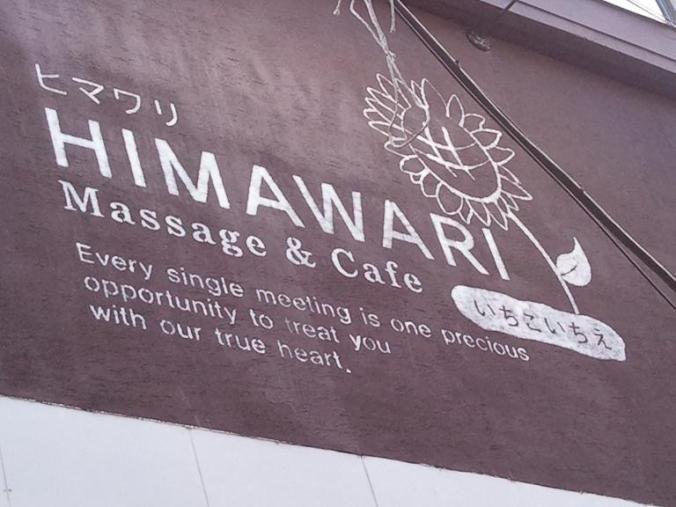 ヒマワリ
HIMAWARI
Massage & Cafe
Every single meeting is one precious
opportunity to treat you
with our true heart.
いちごいちえ